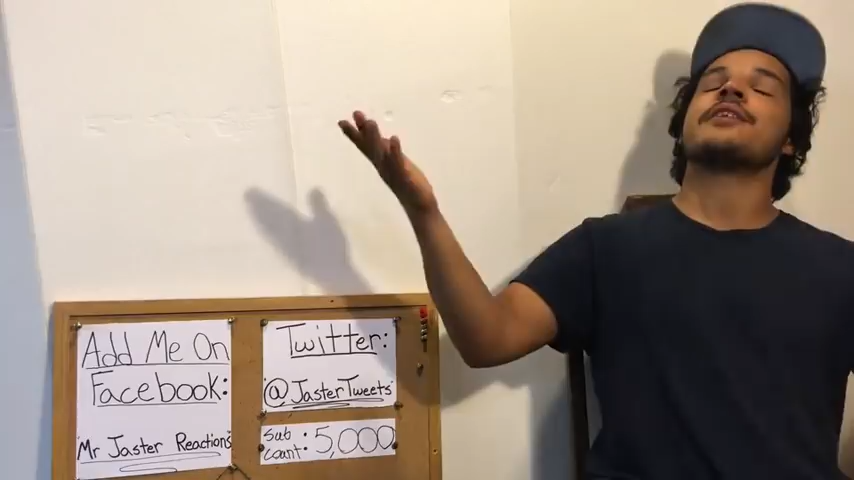 Add Me On
Facebook:
Mr Jaster Reactions
Twitter:
@JasterTweets
Sub
Count: 5,000